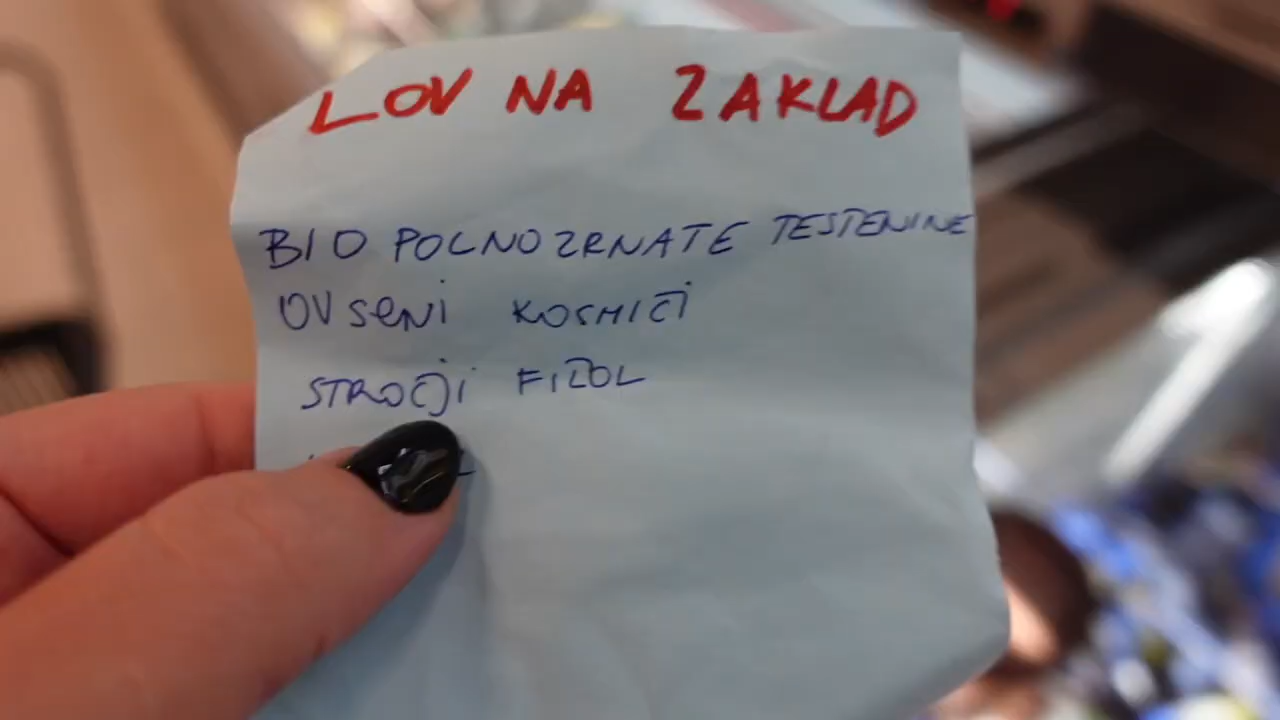 LOV NA ZAKLAD
BIO POLNOZRNATE TESTENINE
OVSENI KOSMIČI
STROČJI FIŽOL